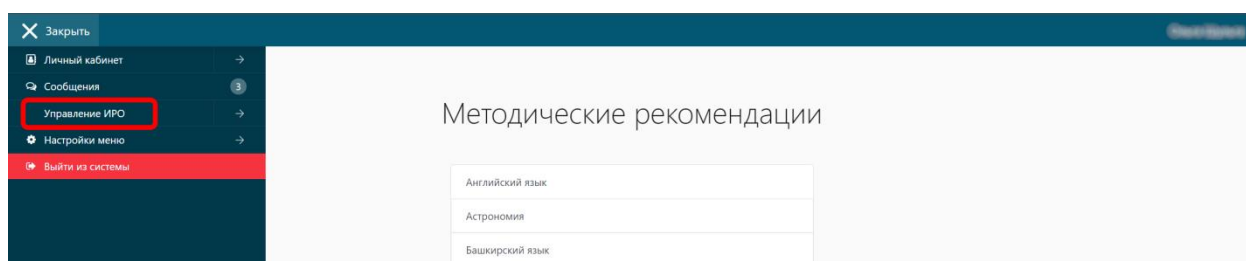 Закрыть
Личный кабинет
Сообщения 3
Управление ИРО
Настройки меню
Выйти из системы
Методические рекомендации
Английский язык
Астрономия
Башкирский язык